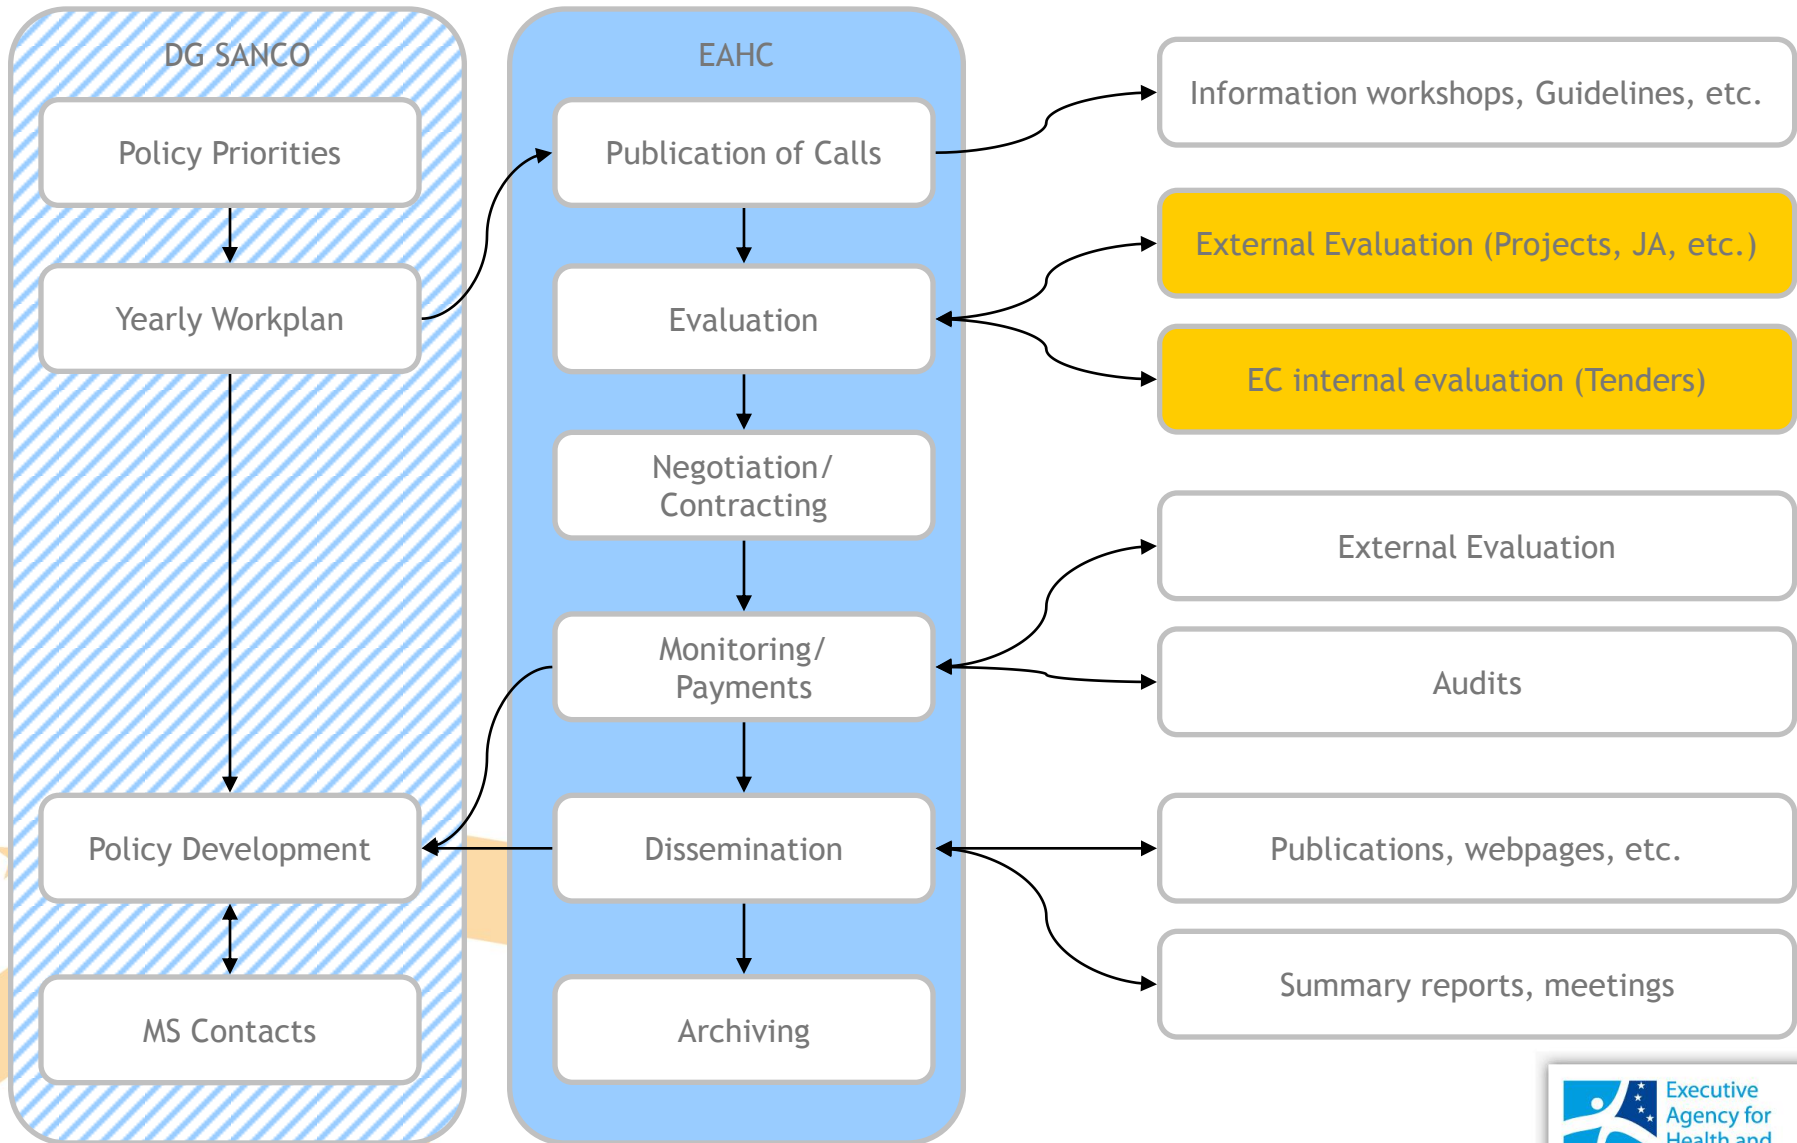 DG SANCO
Policy Priorities
Yearly Workplan
Policy Development
MS Contacts
EAHC
Publication of Calls
Evaluation
Negotiation/
Contracting
Monitoring/
Payments
Dissemination
Archiving
Information workshops, Guidelines, etc.
External Evaluation (Projects, JA, etc.)
EC internal evaluation (Tenders)
External Evaluation
Audits
Publications, webpages, etc.
Summary reports, meetings
Executive
Agency for
Health and